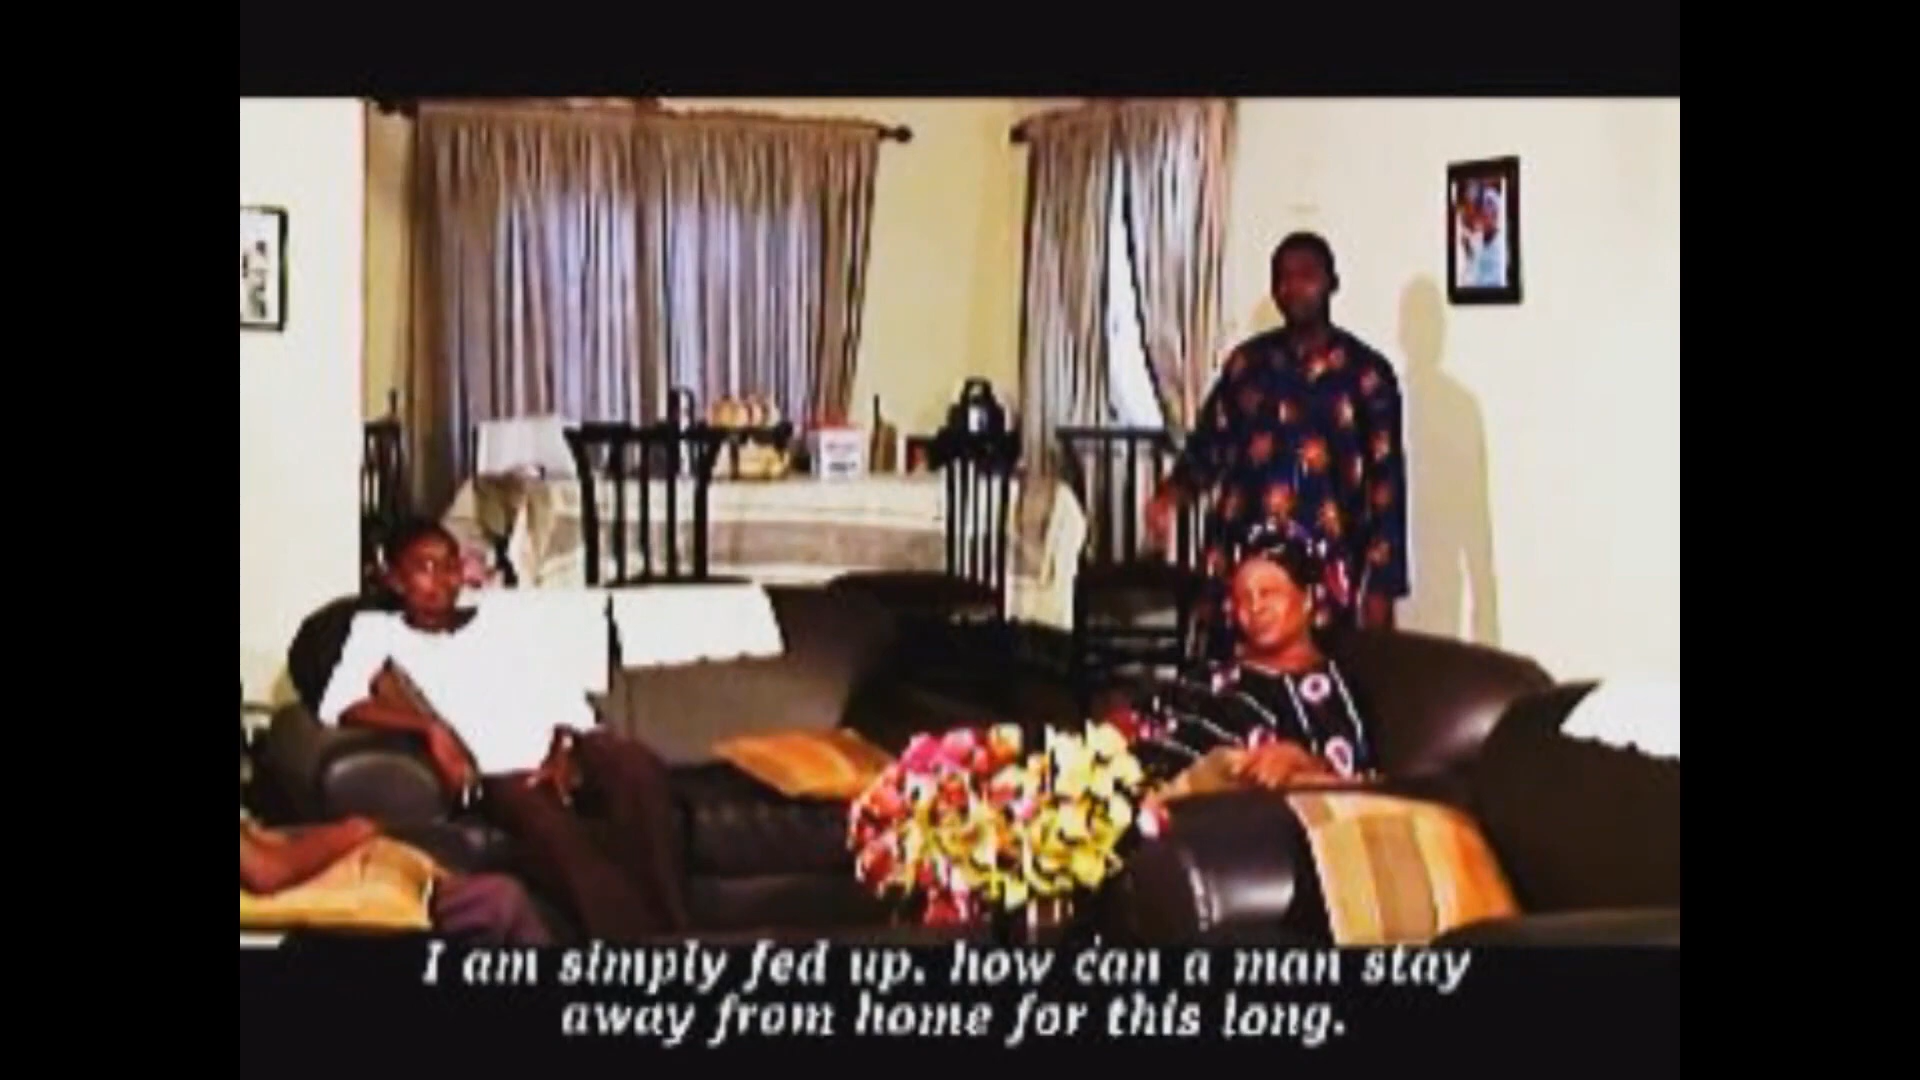 I am simply fed up. how can a man stay
away from home for this long.